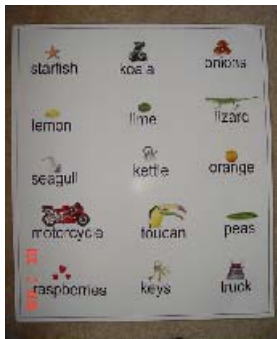 starfish koala onions
lemon lime lizard
seagull kettle orange
motorcycle toucan peas
raspberries keys truck